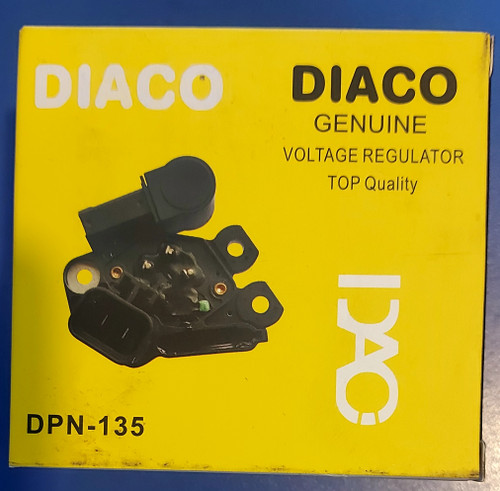 DIACO
DIACO
GENUINE
VOLTAGE REGULATOR
TOP Quality
DAC
DPN-135